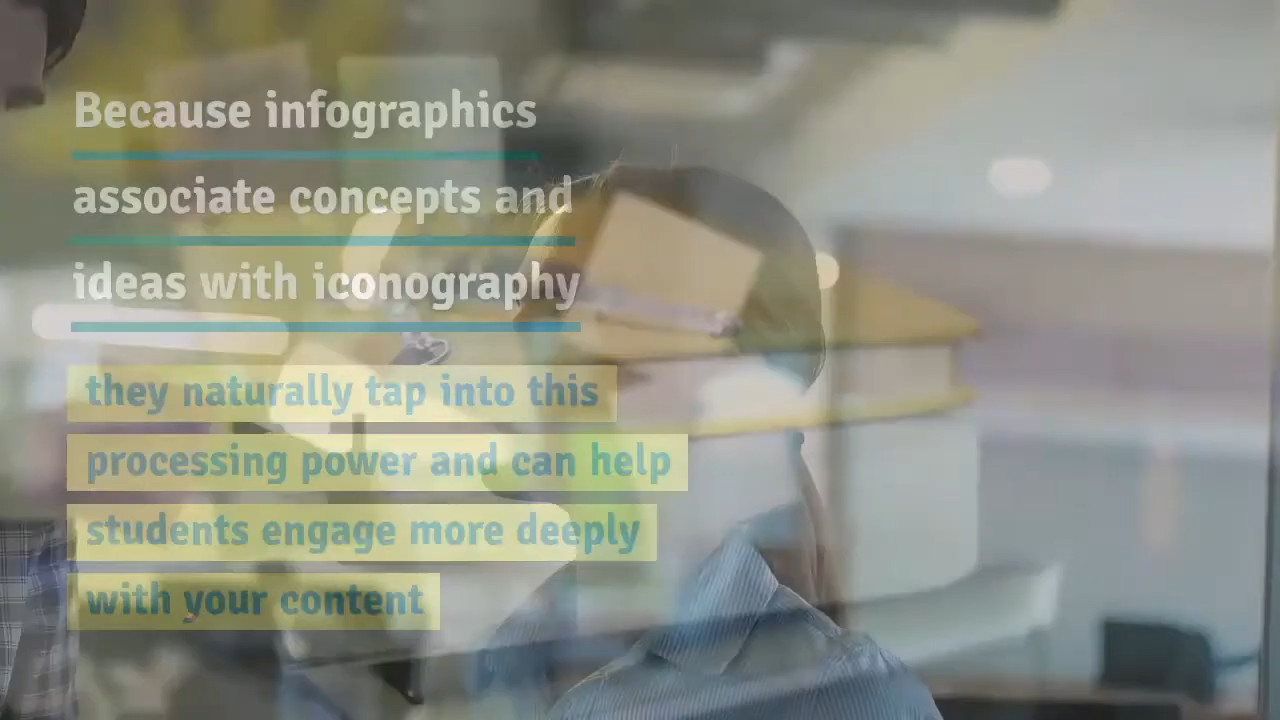 Because infographics
associate concepts and
ideas with iconography
they naturally tap into this
processing power and can help
students engage more deeply
with your content